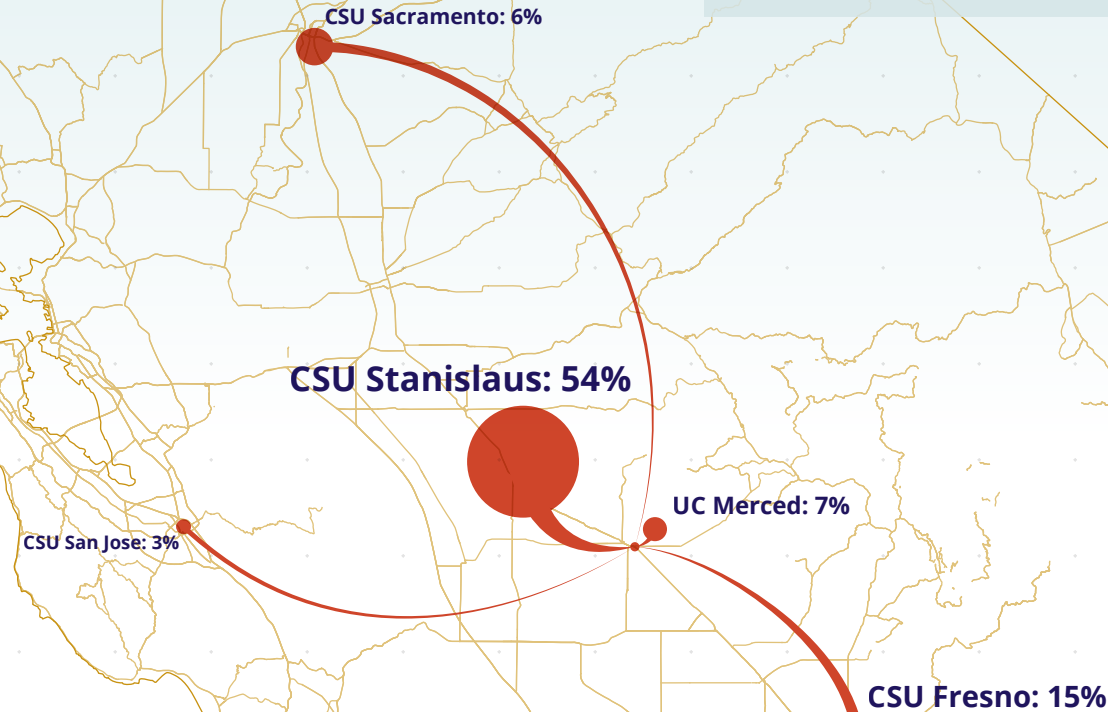 CSU Sacramento: 6%
CSU Stanislaus: 54%
UC Merced: 7%
CSU San Jose: 3%
CSU Fresno: 15%